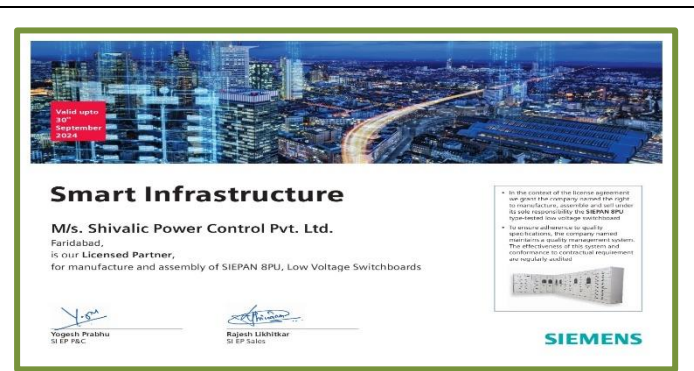 Valid upto
30th
September
2024
Smart Infrastructure
M/s. Shivalic Power Control Pvt. Ltd.
Faridabad,
is our Licensed Partner,
for manufacture and assembly of SIEPAN 8PU, Low Voltage Switchboards
Yogesh Prabhu
SI EP P&C
Rajesh Likhitkar
SI EP Sales
• In the context of the license agreement
we grant the company named the right
to manufacture, assemble and sell under
its sole responsibility the SIEPAN 8PU
type-tested low voltage switchboard
• To ensure adherence to quality
specifications, the company named
maintains a quality management system.
The effectiveness of this system and
conformance to contractual requirement
are regularly audited
SIEMENS